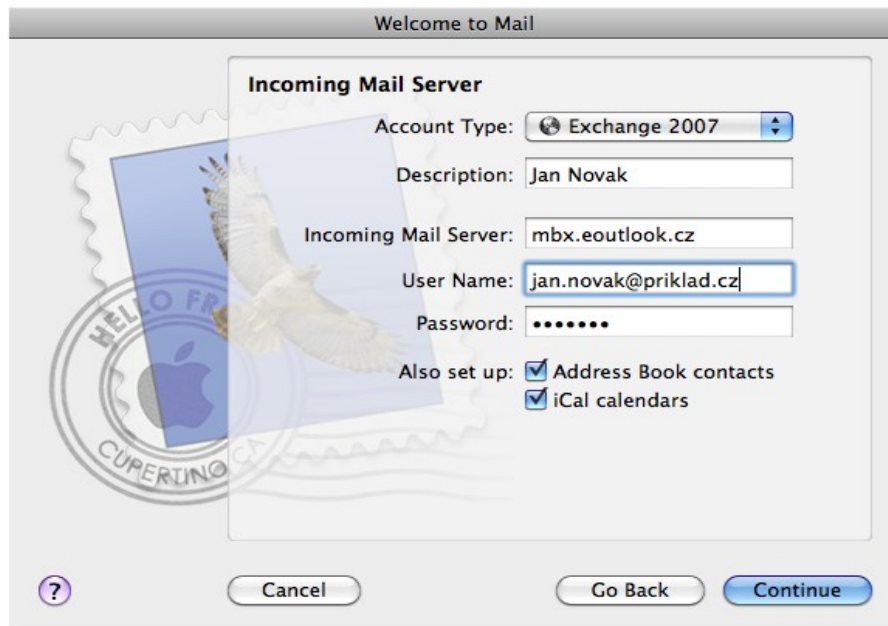 Welcome to Mail
Incoming Mail Server
Account Type: Exchange 2007
Description: Jan Novak
Incoming Mail Server: mbx.eoutlook.cz
User Name: jan.novak@priklad.cz
Password: •••••••
Also set up: Address Book contacts
iCal calendars
HELLO FR
CUPERTINO CA
? Cancel Go Back Continue